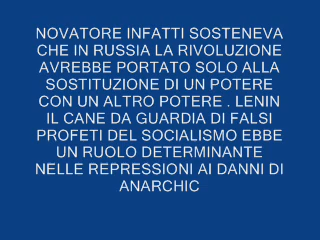 NOVATORE INFATTI SOSTENEVA
CHE IN RUSSIA LA RIVOLUZIONE
AVREBBE PORTATO SOLO ALLA
SOSTITUZIONE DI UN POTERE
CON UN ALTRO POTERE . LENIN
IL CANE DA GUARDIA DI FALSI
PROFETI DEL SOCIALISMO EBBE
UN RUOLO DETERMINANTE
NELLE REPRESSIONI AI DANNI DI
ANARCHIC